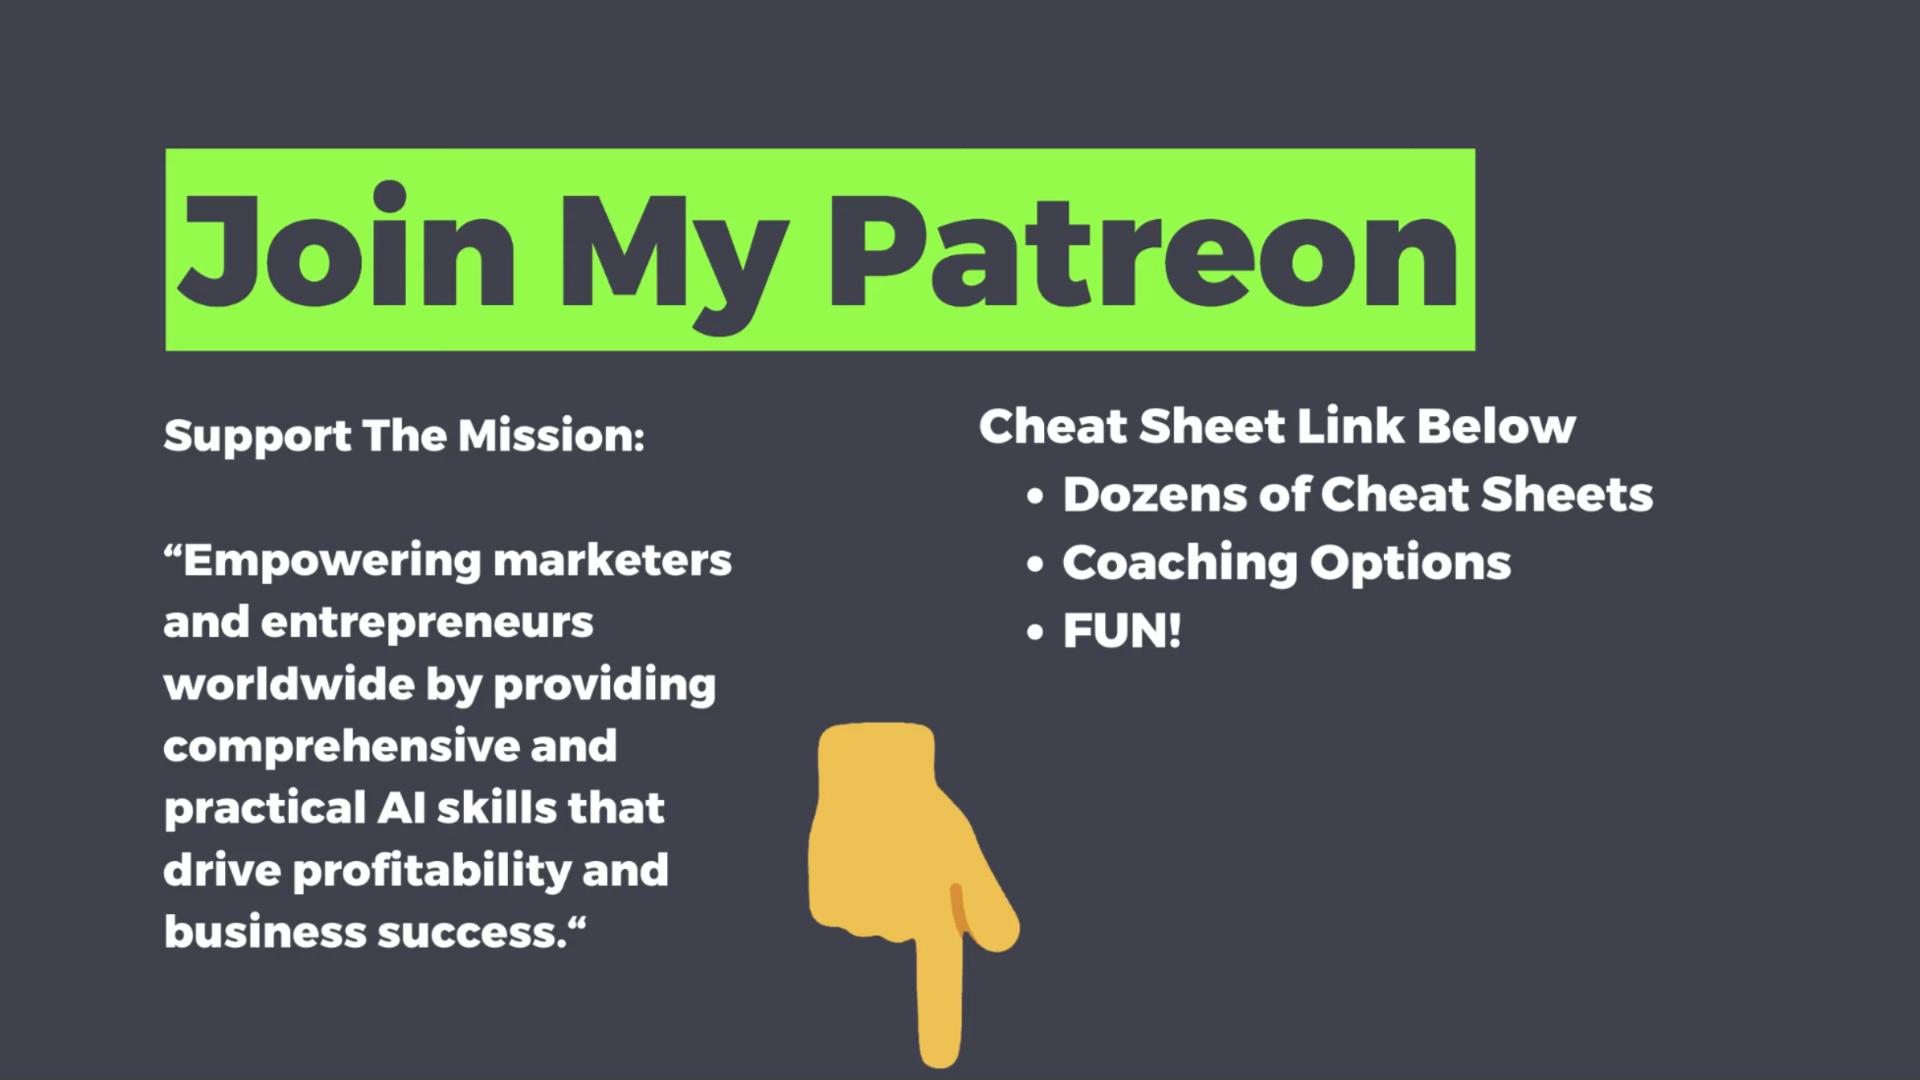 Join My Patreon
Support The Mission:
“Empowering marketers
and entrepreneurs
worldwide by providing
comprehensive and
practical AI skills that
drive profitability and
business success.“
Cheat Sheet Link Below
• Dozens of Cheat Sheets
• Coaching Options
• FUN!